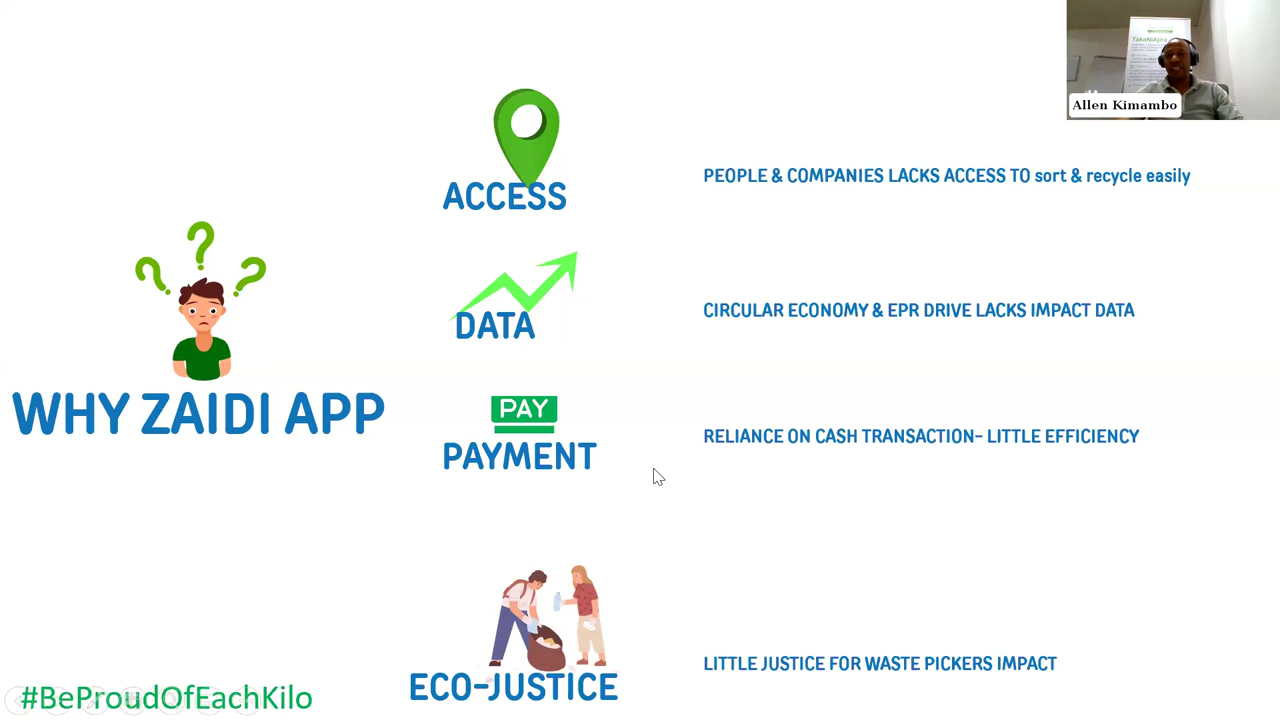 TakaNiAjira
Allen Kimambo
ACCESS
PEOPLE & COMPANIES LACKS ACCESS TO sort & recycle easily
DATA
CIRCULAR ECONOMY & EPR DRIVE LACKS IMPACT DATA
WHY ZAIDI APP
PAY
PAYMENT
RELIANCE ON CASH TRANSACTION- LITTLE EFFICIENCY
ECO-JUSTICE
LITTLE JUSTICE FOR WASTE PICKERS IMPACT
#BeProudOfEachKilo